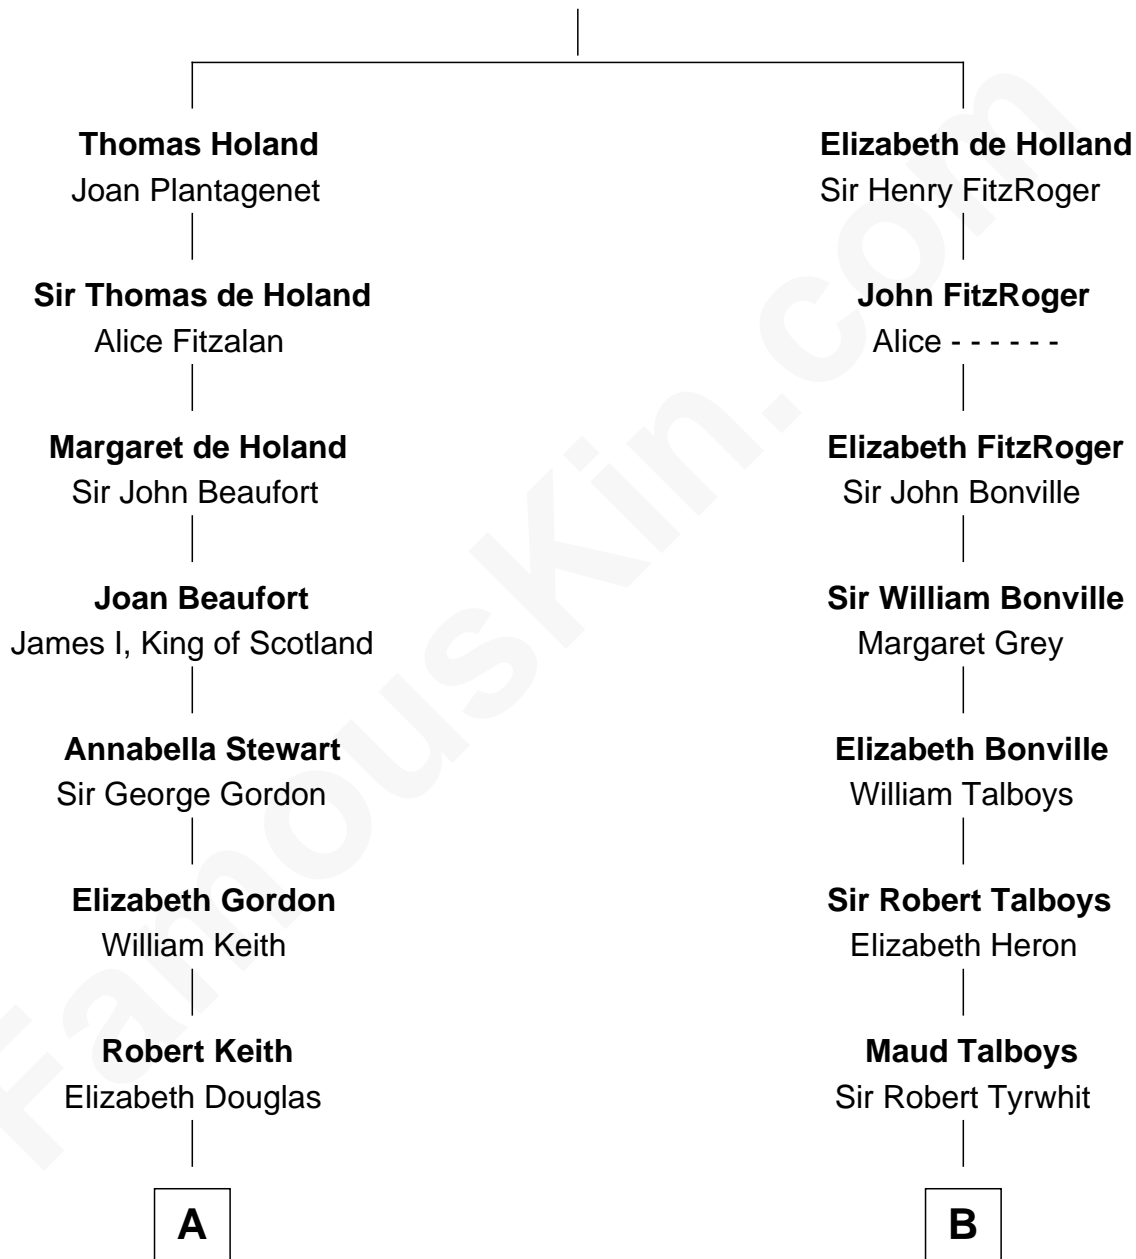 Thomas Holand
Joan Plantagenet
Sir Thomas de Holand
Alice Fitzalan
Margaret de Holand
Sir John Beaufort
Joan Beaufort
James I, King of Scotland
Annabella Stewart
Sir George Gordon
Elizabeth Gordon
William Keith
Robert Keith
Elizabeth Douglas
A
Elizabeth de Holland
Sir Henry FitzRoger
John FitzRoger
Alice - - - - - -
Elizabeth FitzRoger
Sir John Bonville
Sir William Bonville
Margaret Grey
Elizabeth Bonville
William Talboys
Sir Robert Talboys
Elizabeth Heron
Maud Talboys
Sir Robert Tyrwhit
B
FamousKin.com